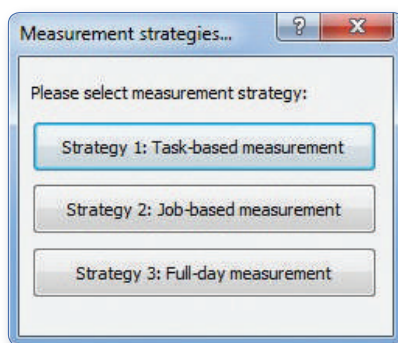 Measurement strategies...
Please select measurement strategy:
Strategy 1: Task-based measurement
Strategy 2: Job-based measurement
Strategy 3: Full-day measurement